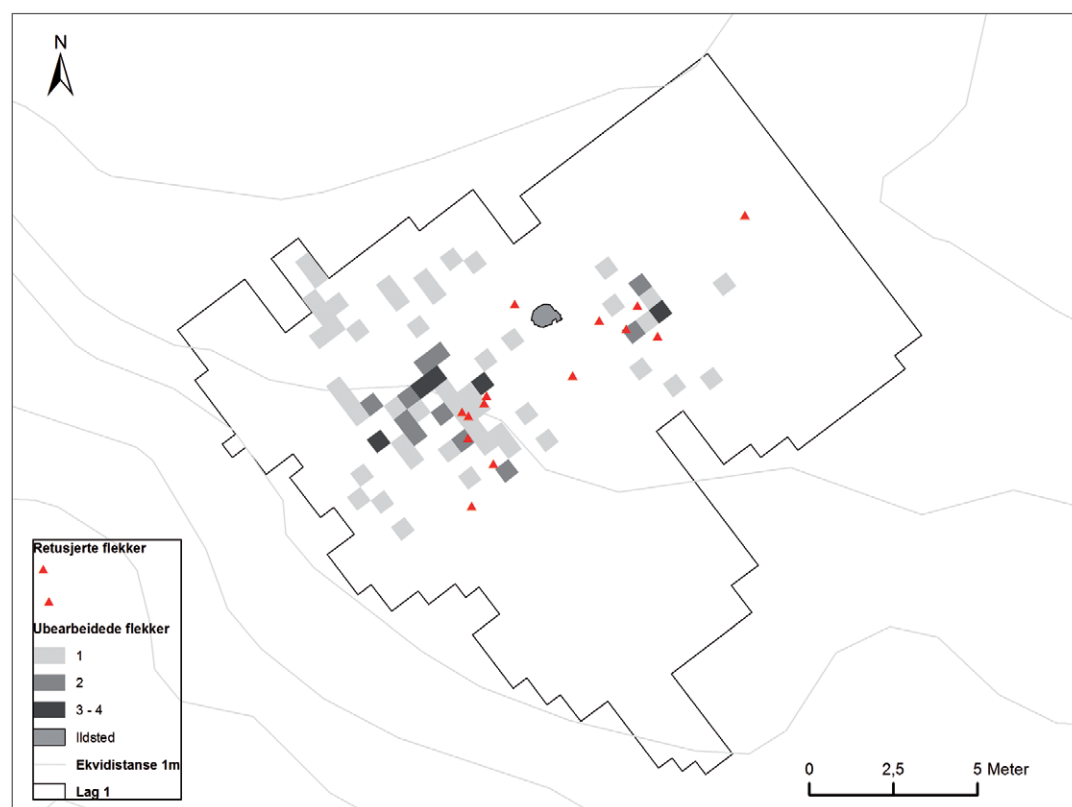 N
Retusjerte flekker
Ubearbeidede flekker
1
2
3 - 4
Ildsted
Ekvidistanse 1m
Lag 1
0 2,5 5 Meter